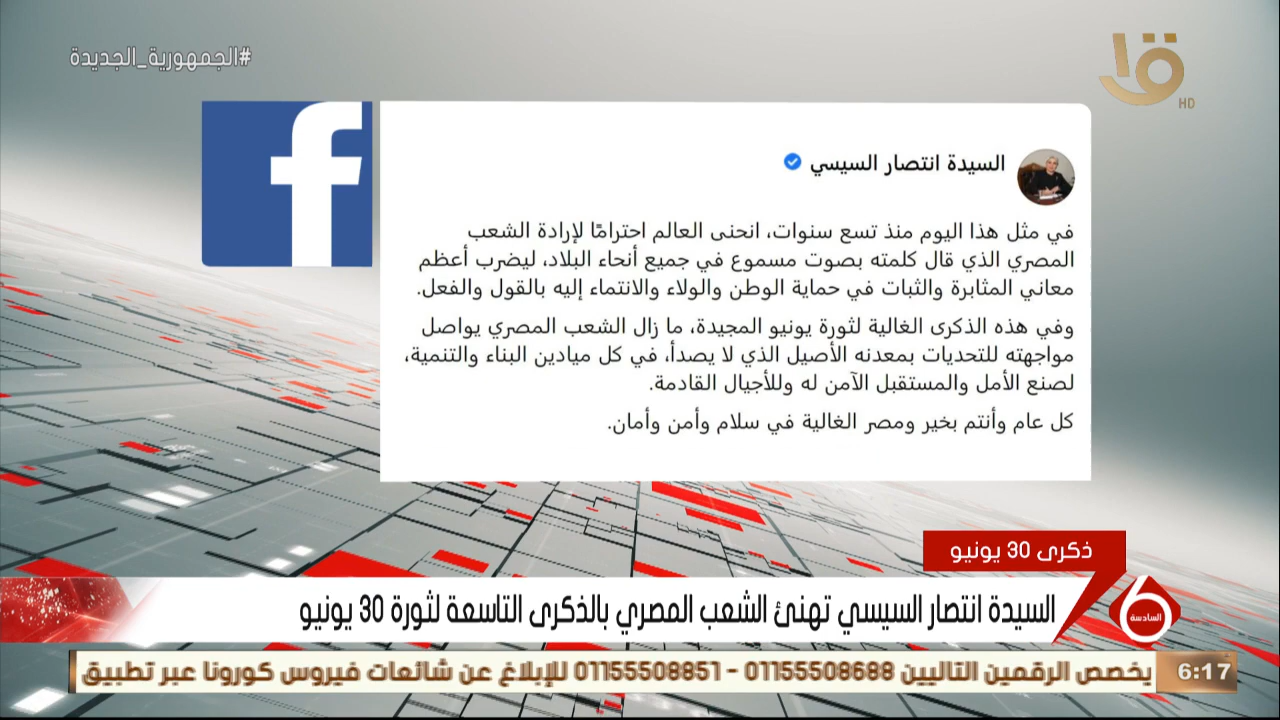 #الجمهورية_الجديدة
HD
السيدة انتصار السيسي
في مثل هذا اليوم منذ تسع سنوات، انحنى العالم احترامًا لإرادة الشعب
المصري الذي قال كلمته بصوت مسموع في جميع أنحاء البلاد، ليضرب أعظم
معاني المثابرة والثبات في حماية الوطن والولاء والانتماء إليه بالقول والفعل.
وفي هذه الذكرى الغالية لثورة يونيو المجيدة، ما زال الشعب المصري يواصل
مواجهته للتحديات بمعدنه الأصيل الذي لا يصدأ، في كل ميادين البناء والتنمية،
لصنع الأمل والمستقبل الآمن له وللأجيال القادمة.
كل عام وأنتم بخير ومصر الغالية في سلام وأمن وأمان.
ذكرى 30 يونيو
السيدة انتصار السيسي تهنئ الشعب المصري بالذكرى التاسعة لثورة 30 يونيو
السادسة
6:17
يخصص الرقمين التاليين 01155508688 - 01155508851 للإبلاغ عن شائعات فيروس كورونا عبر تطبيق